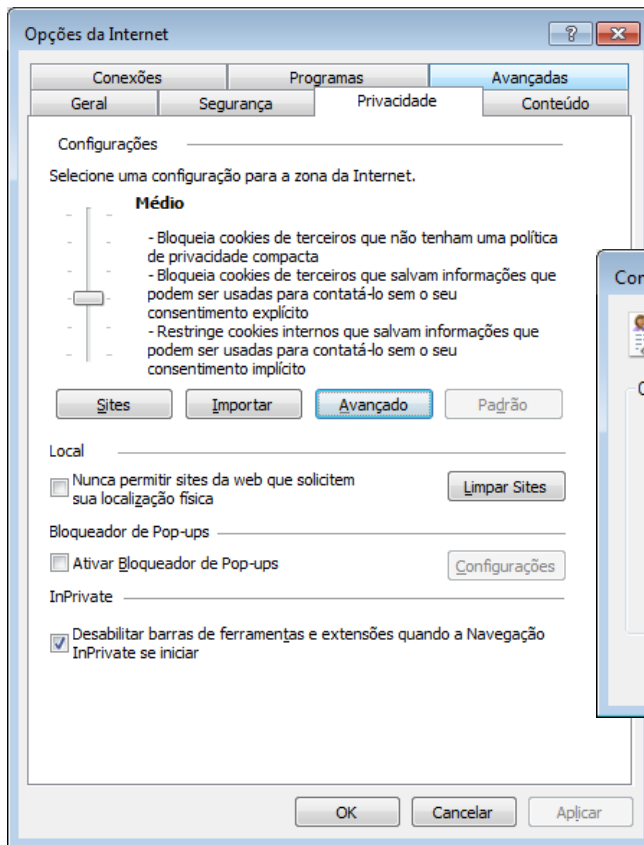 Opções da Internet
Conexões Programas Avançadas
Geral Segurança Privacidade Conteúdo
Configurações
Selecione uma configuração para a zona da Internet.
Médio
- Bloqueia cookies de terceiros que não tenham uma política
de privacidade compacta
- Bloqueia cookies de terceiros que salvam informações que
podem ser usadas para contatá-lo sem o seu
consentimento explícito
- Restringe cookies internos que salvam informações que
podem ser usadas para contatá-lo sem o seu
consentimento implícito
Sites Importar Avançado Padrão
Local
Nunca permitir sites da web que solicitem
sua localização física
Limpar Sites
Bloqueador de Pop-ups
Ativar Bloqueador de Pop-ups
Configurações
InPrivate
Desabilitar barras de ferramentas e extensões quando a Navegação
InPrivate se iniciar
OK Cancelar Aplicar